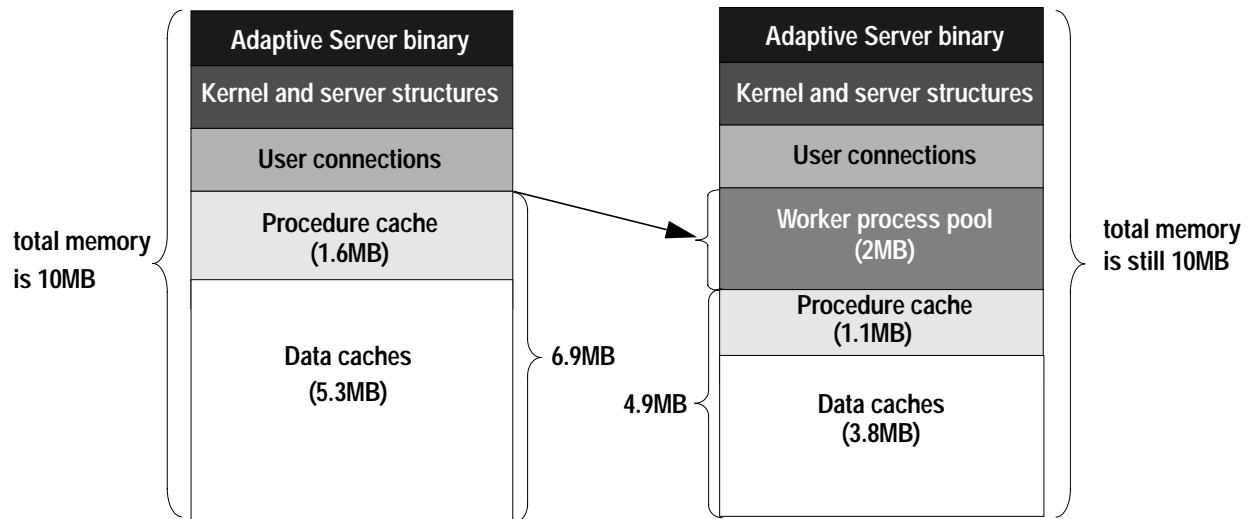 total memory
is 10MB
Adaptive Server binary
Kernel and server structures
User connections
Procedure cache
(1.6MB)
Data caches
(5.3MB)
6.9MB
Adaptive Server binary
Kernel and server structures
User connections
Worker process pool
(2MB)
Procedure cache
(1.1MB)
Data caches
(3.8MB)
4.9MB
total memory
is still 10MB